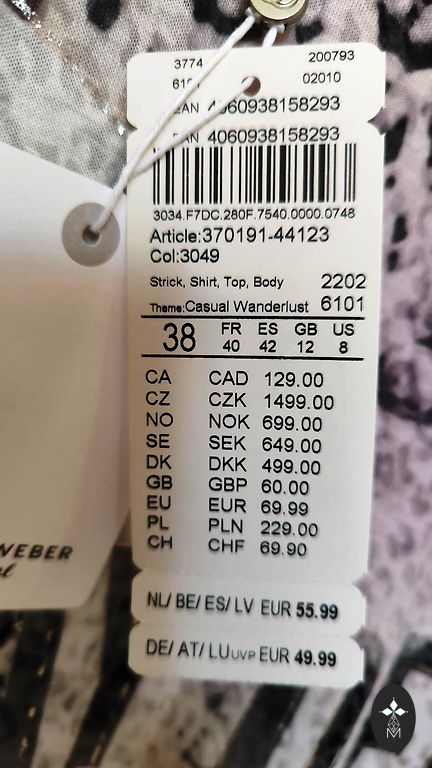 3774 200793
02010
EAN 4060938158293
EAN 4060938158293
3034.F7DC.280F.7540.0000.0748
Article:370191-44123
Col:3049
Strick, Shirt, Top, Body 2202
Theme:Casual Wanderlust 6101
38 FR ES GB US
40 42 12 8
CA CAD 129.00
CZ CZK 1499.00
NO NOK 699.00
SE SEK 649.00
DK DKK 499.00
GB GBP 60.00
EU EUR 69.99
PL PLN 229.00
CH CHF 69.90
NL/ BE/ ES/ LV EUR 55.99
DE/ AT/ LU UVP EUR 49.99
WEBER
M